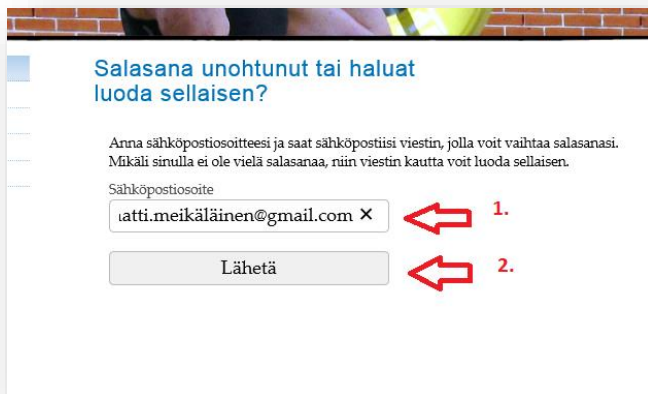 Salasana unohtunut tai haluat
luoda sellaisen?
Anna sähköpostiosoitteesi ja saat sähköpostiisi viestin, jolla voit vaihtaa salasanasi.
Mikäli sinulla ei ole vielä salasanaa, niin viestin kautta voit luoda sellaisen.
Sähköpostiosoite
ıatti.meikäläinen@gmail.com ✕
1.
Lähetä
2.